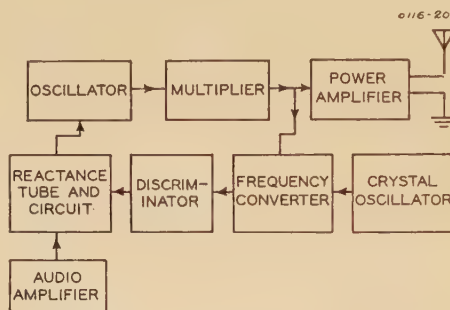 0116-20
OSCILLATOR
MULTIPLIER
POWER
AMPLIFIER
REACTANCE
TUBE AND
CIRCUIT
DISCRIM-
INATOR
FREQUENCY
CONVERTER
CRYSTAL
OSCILLATOR
AUDIO
AMPLIFIER